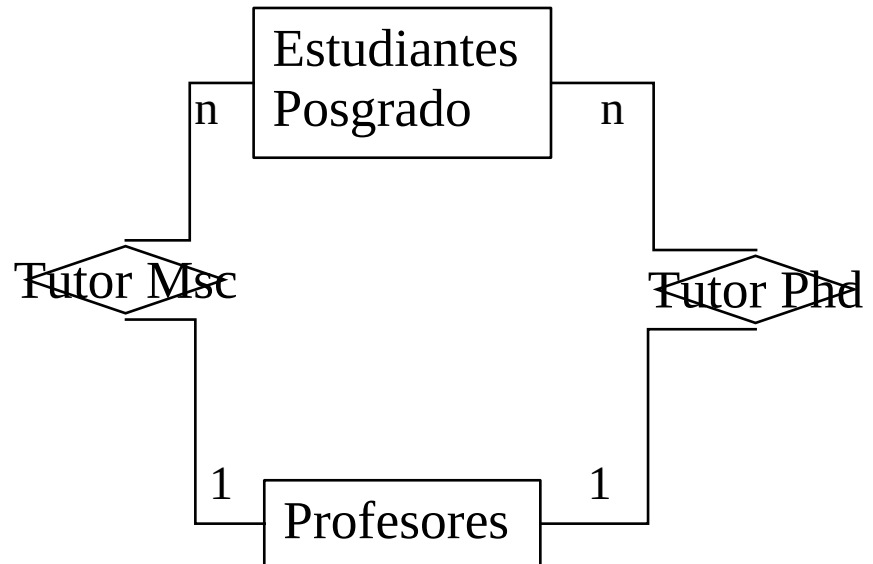 Estudiantes
Posgrado
n
n
Tutor Msc
Tutor Phd
1
1
Profesores